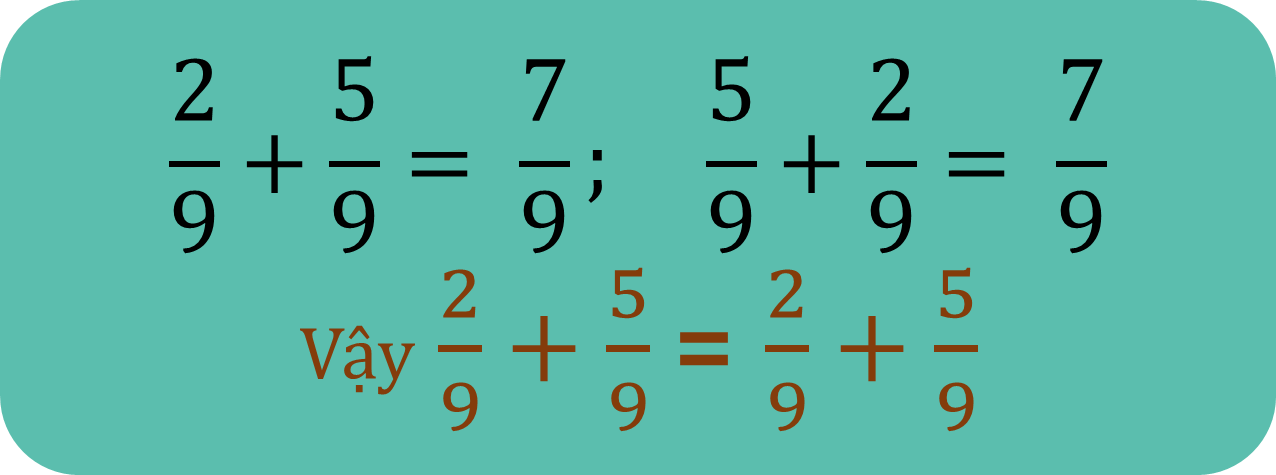 2/9 + 5/9 = 7/9 ; 5/9 + 2/9 = 7/9
Vậy 2/9 + 5/9 = 2/9 + 5/9